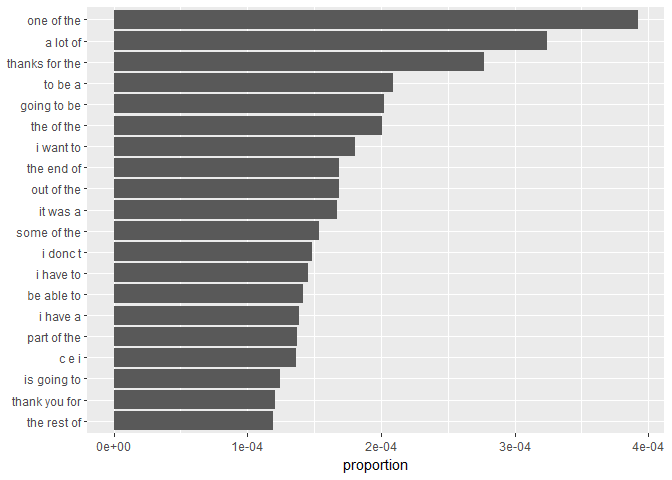 one of the
a lot of
thanks for the
to be a
going to be
the of the
i want to
the end of
out of the
it was a
some of the
i donc t
i have to
be able to
i have a
part of the
c e i
is going to
thank you for
the rest of
0e+00 1e-04 2e-04 3e-04 4e-04
proportion